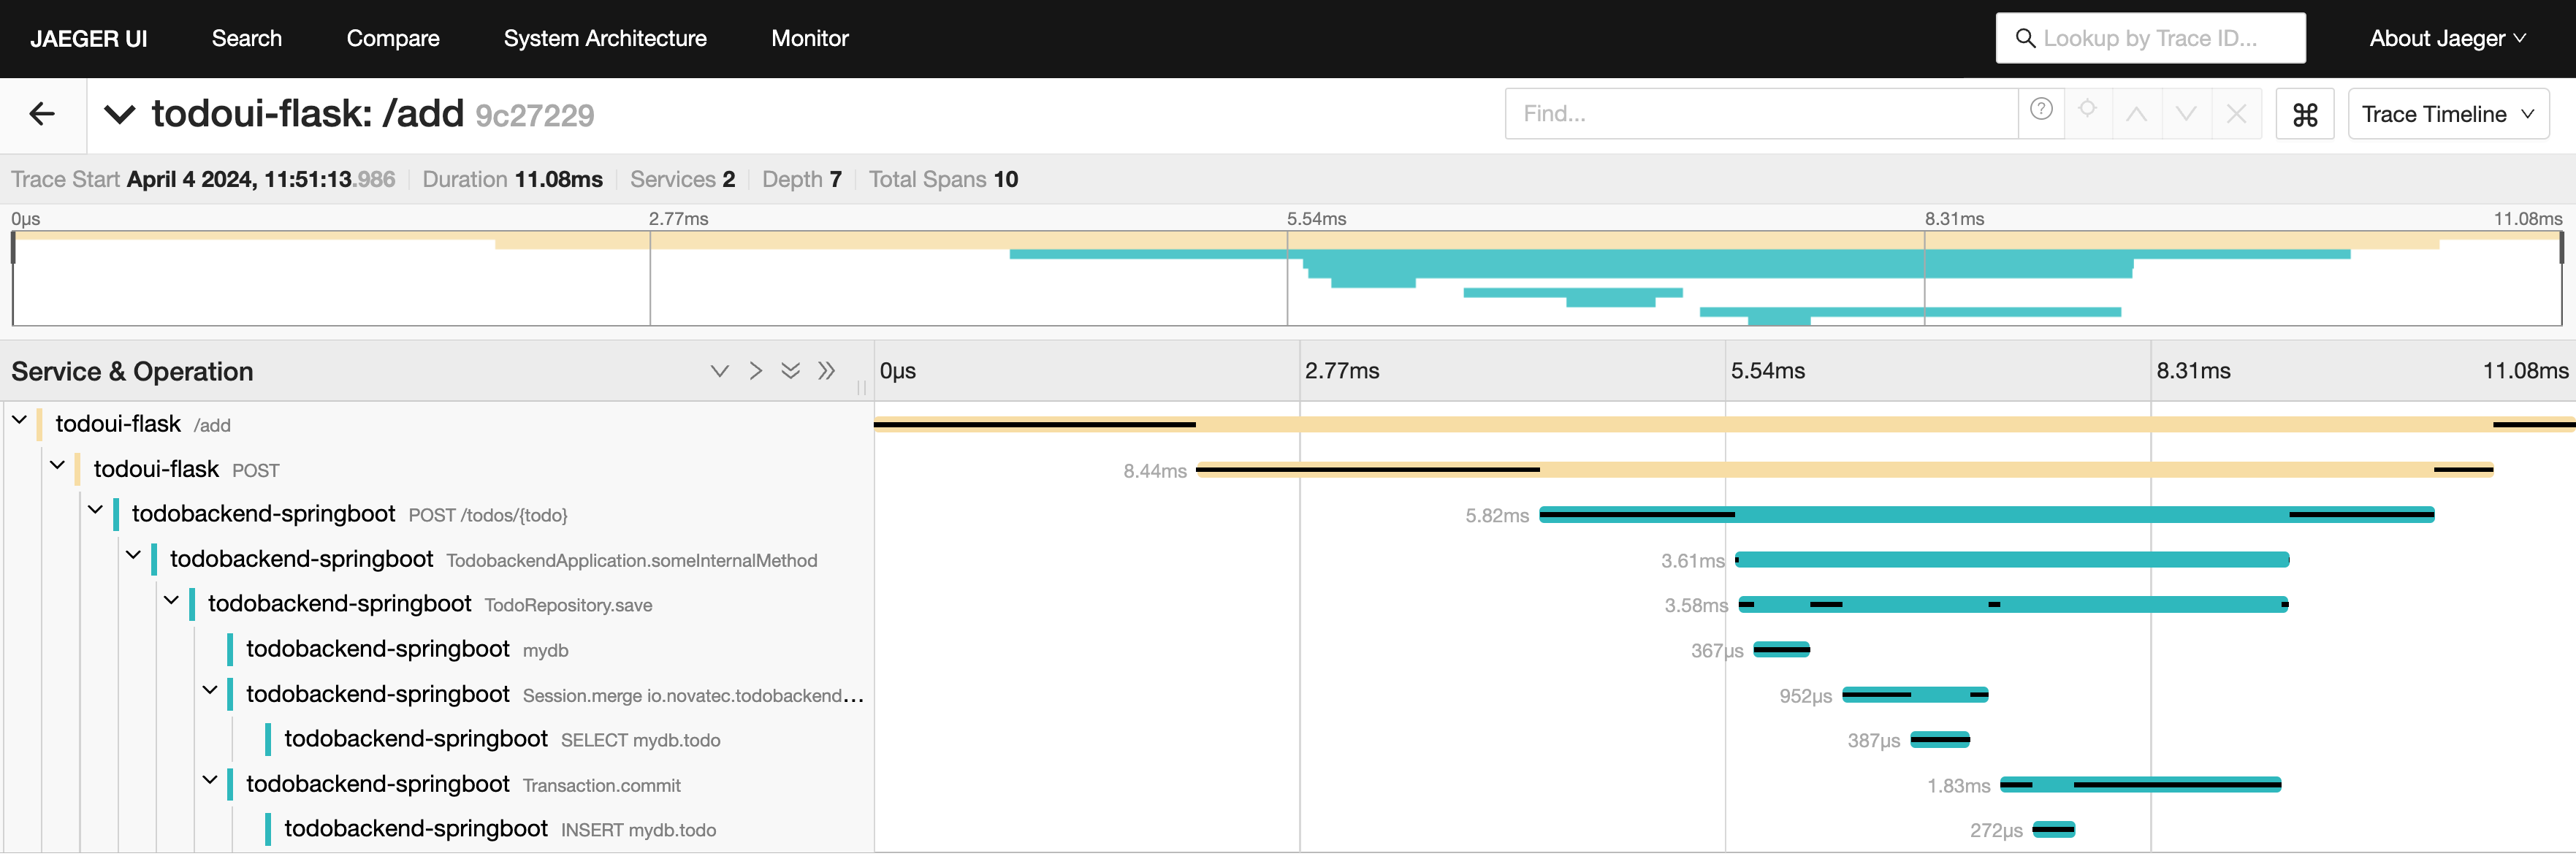 JAEGER UI Search Compare System Architecture Monitor Lookup by Trace ID... About Jaeger
todoui-flask: /add 9c27229 Find... Trace Timeline
Trace Start April 4 2024, 11:51:13.986 Duration 11.08ms Services 2 Depth 7 Total Spans 10
0μs 2.77ms 5.54ms 8.31ms 11.08ms
Service & Operation 0μs 2.77ms 5.54ms 8.31ms 11.08ms
todoui-flask /add
todoui-flask POST 8.44ms
todobackend-springboot POST /todos/{todo} 5.82ms
todobackend-springboot TodobackendApplication.someInternalMethod 3.61ms
todobackend-springboot TodoRepository.save 3.58ms
todobackend-springboot mydb 367μs
todobackend-springboot Session.merge io.novatec.todobackend... 952μs
todobackend-springboot SELECT mydb.todo 387μs
todobackend-springboot Transaction.commit 1.83ms
todobackend-springboot INSERT mydb.todo 272μs